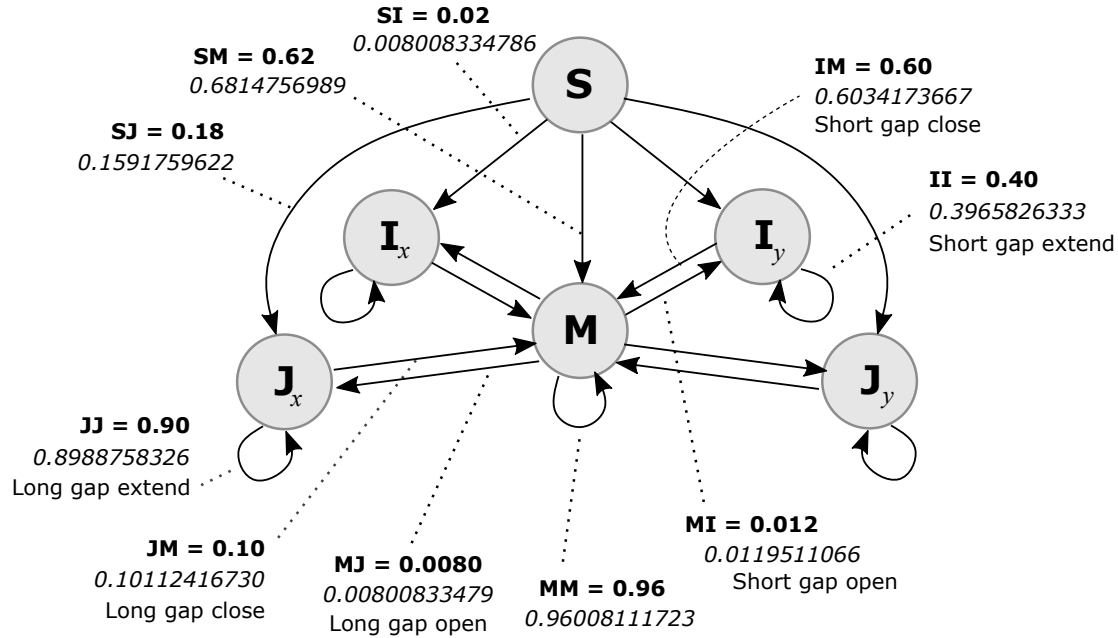 SI = 0.02
0.008008334786
SM = 0.62
0.6814756989
SJ = 0.18
0.1591759622
S
IM = 0.60
0.6034173667
Short gap close
II = 0.40
0.3965826333
Short gap extend
Ix
Iy
M
Jx
Jy
JJ = 0.90
0.8988758326
Long gap extend
JM = 0.10
0.10112416730
Long gap close
MJ = 0.0080
0.00800833479
Long gap open
MM = 0.96
0.96008111723
MI = 0.012
0.0119511066
Short gap open